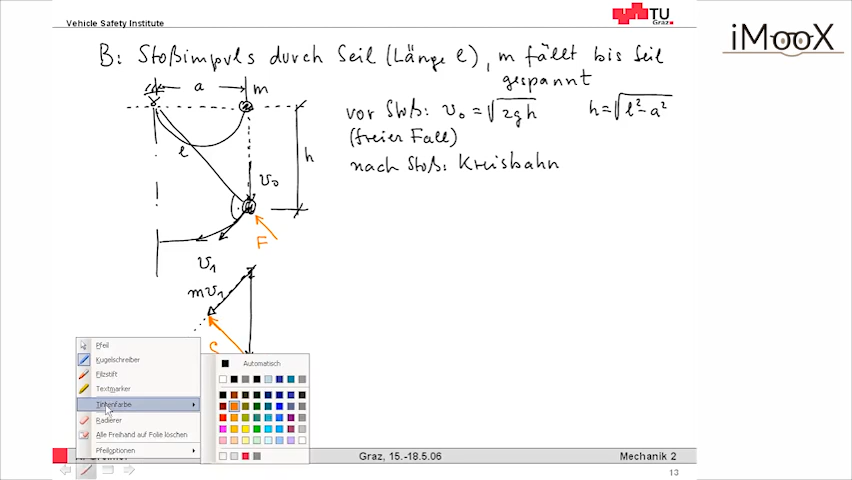 Vehicle Safety Institute
TU
Graz
iMooX
B: Stoßimpuls durch Seil (Länge l), m fällt bis Seil
gespannt
a
m
vor Stoß: v₀ = √2gh
h = √l² - a²
(freier Fall)
l
h
nach Stoß: Kreisbahn
v₀
F
v₁
mv₁
S
Pfeil
Kugelschreiber
Filzstift
Textmarker
Tintenfarbe
Radierer
Alle Freihand auf Folie löschen
Pfeiloptionen
Automatisch
Graz, 15.-18.5.06
Mechanik 2
13